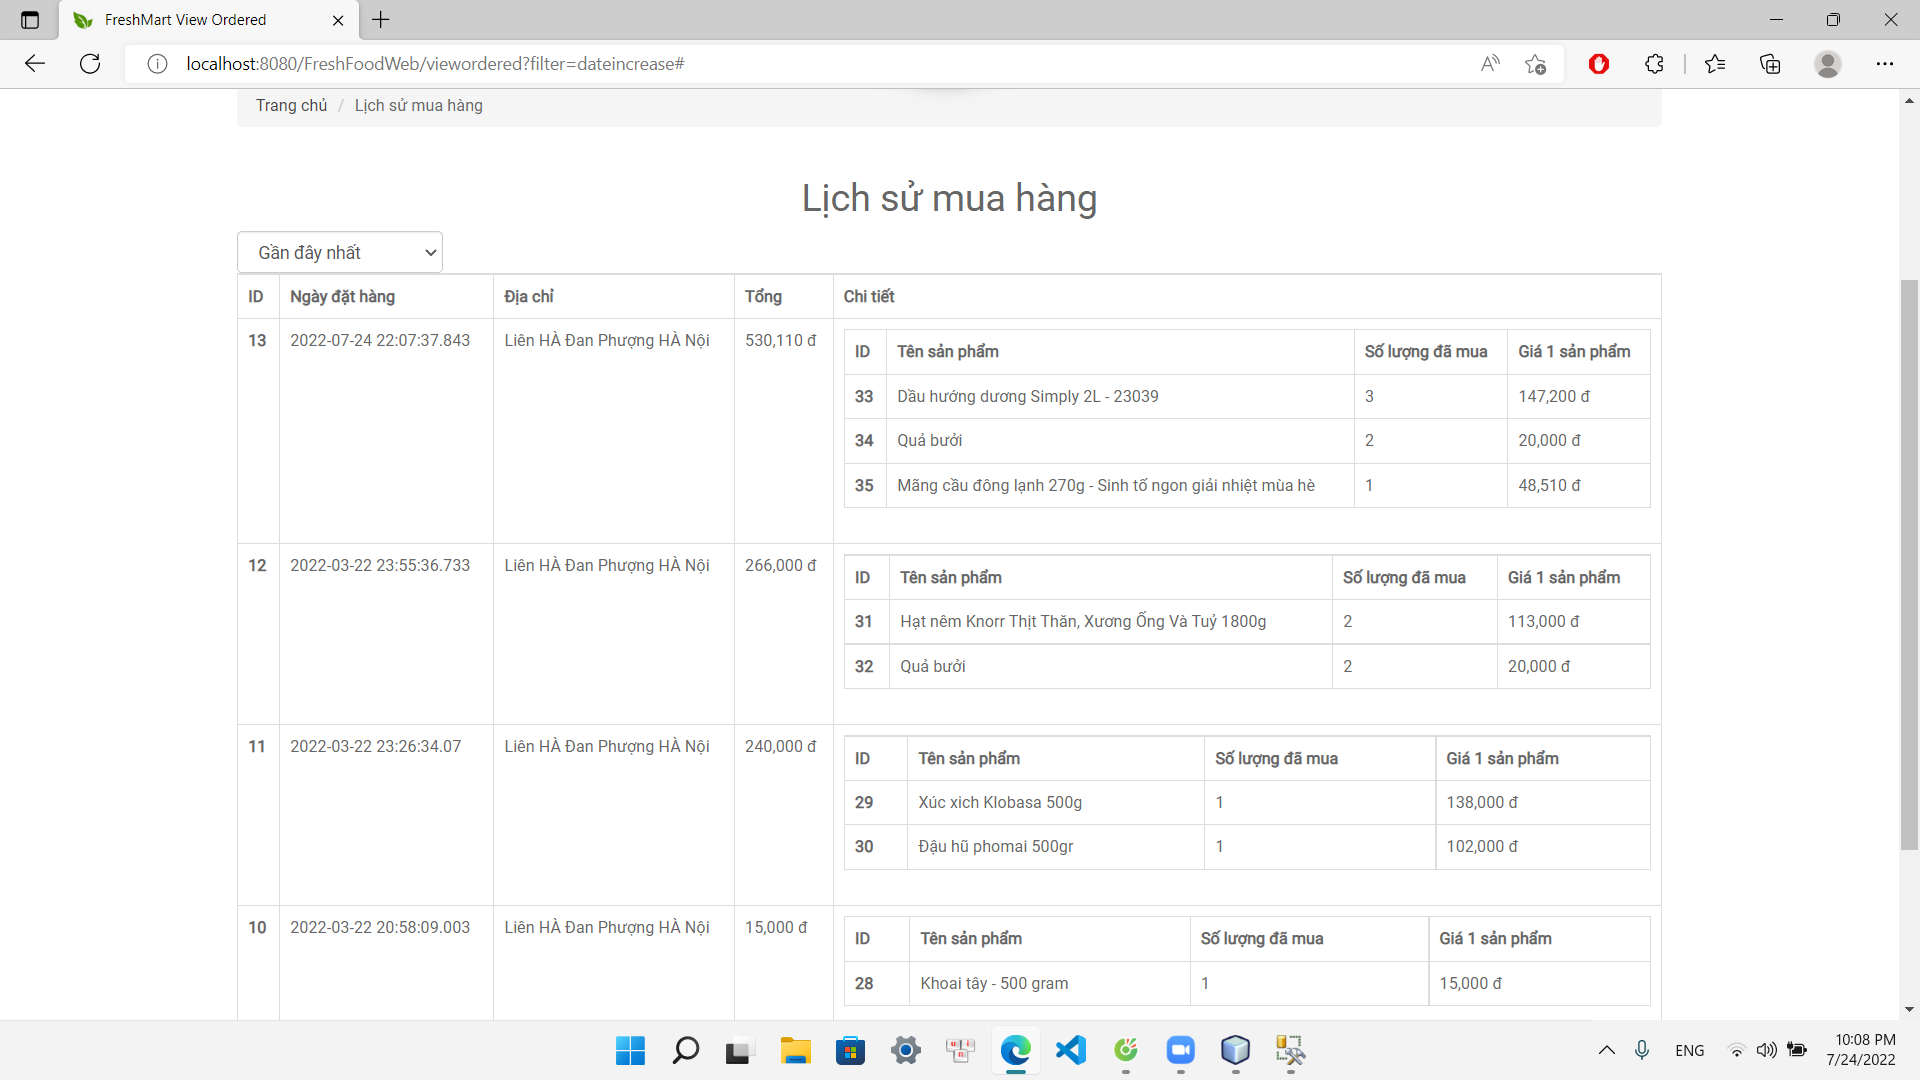 FreshMart View Ordered
localhost:8080/FreshFoodWeb/viewordered?filter=dateincrease#
Trang chủ / Lịch sử mua hàng
Lịch sử mua hàng
Gần đây nhất
ID Ngày đặt hàng Địa chỉ Tổng Chi tiết
13 2022-07-24 22:07:37.843 Liên HÀ Đan Phượng HÀ Nội 530,110 đ
ID Tên sản phẩm Số lượng đã mua Giá 1 sản phẩm
33 Dầu hướng dương Simply 2L - 23039 3 147,200 đ
34 Quả bưởi 2 20,000 đ
35 Mãng cầu đông lạnh 270g - Sinh tố ngon giải nhiệt mùa hè 1 48,510 đ
12 2022-03-22 23:55:36.733 Liên HÀ Đan Phượng HÀ Nội 266,000 đ
ID Tên sản phẩm Số lượng đã mua Giá 1 sản phẩm
31 Hạt nêm Knorr Thịt Thăn, Xương Ống Và Tuỷ 1800g 2 113,000 đ
32 Quả bưởi 2 20,000 đ
11 2022-03-22 23:26:34.07 Liên HÀ Đan Phượng HÀ Nội 240,000 đ
ID Tên sản phẩm Số lượng đã mua Giá 1 sản phẩm
29 Xúc xich Klobasa 500g 1 138,000 đ
30 Đậu hũ phomai 500gr 1 102,000 đ
10 2022-03-22 20:58:09.003 Liên HÀ Đan Phượng HÀ Nội 15,000 đ
ID Tên sản phẩm Số lượng đã mua Giá 1 sản phẩm
28 Khoai tây - 500 gram 1 15,000 đ
ENG
10:08 PM
7/24/2022